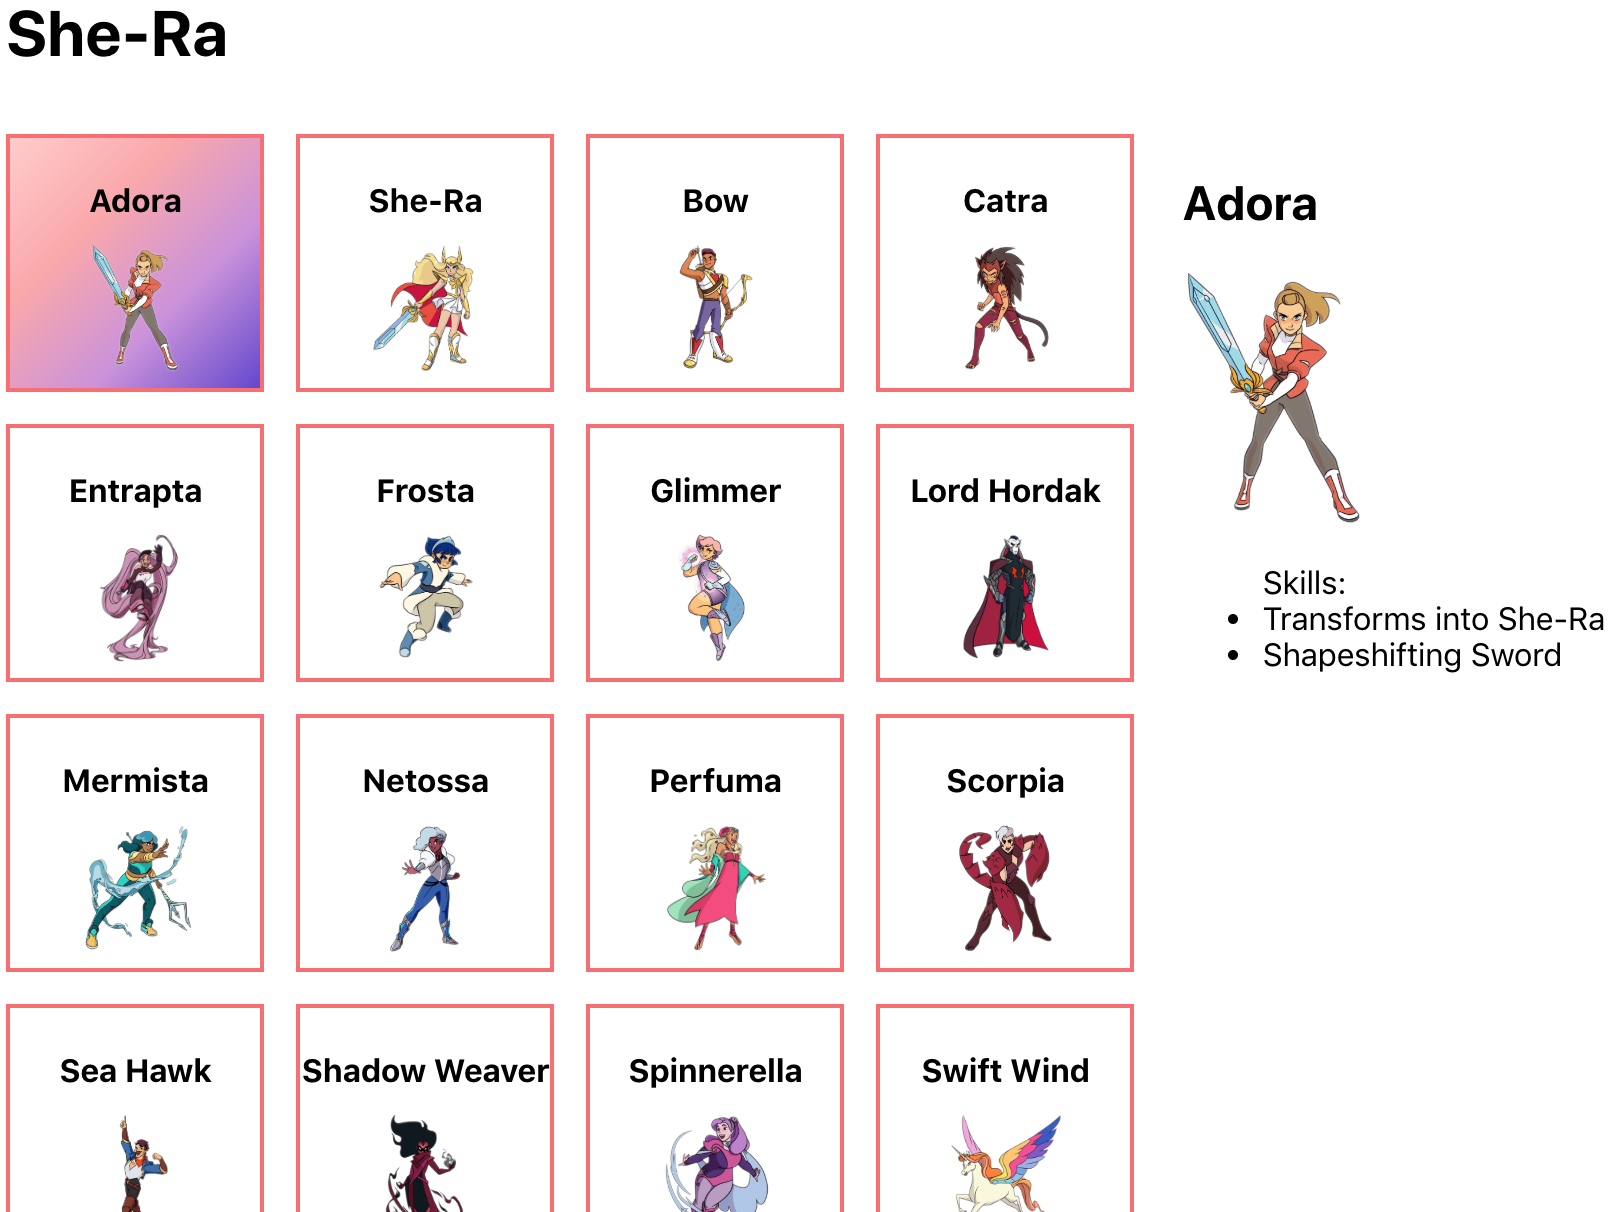 She-Ra
Adora
She-Ra
Bow
Catra
Adora
Entrapta
Frosta
Glimmer
Lord Hordak
Skills:
• Transforms into She-Ra
• Shapeshifting Sword
Mermista
Netossa
Perfuma
Scorpia
Sea Hawk
Shadow Weaver
Spinnerella
Swift Wind